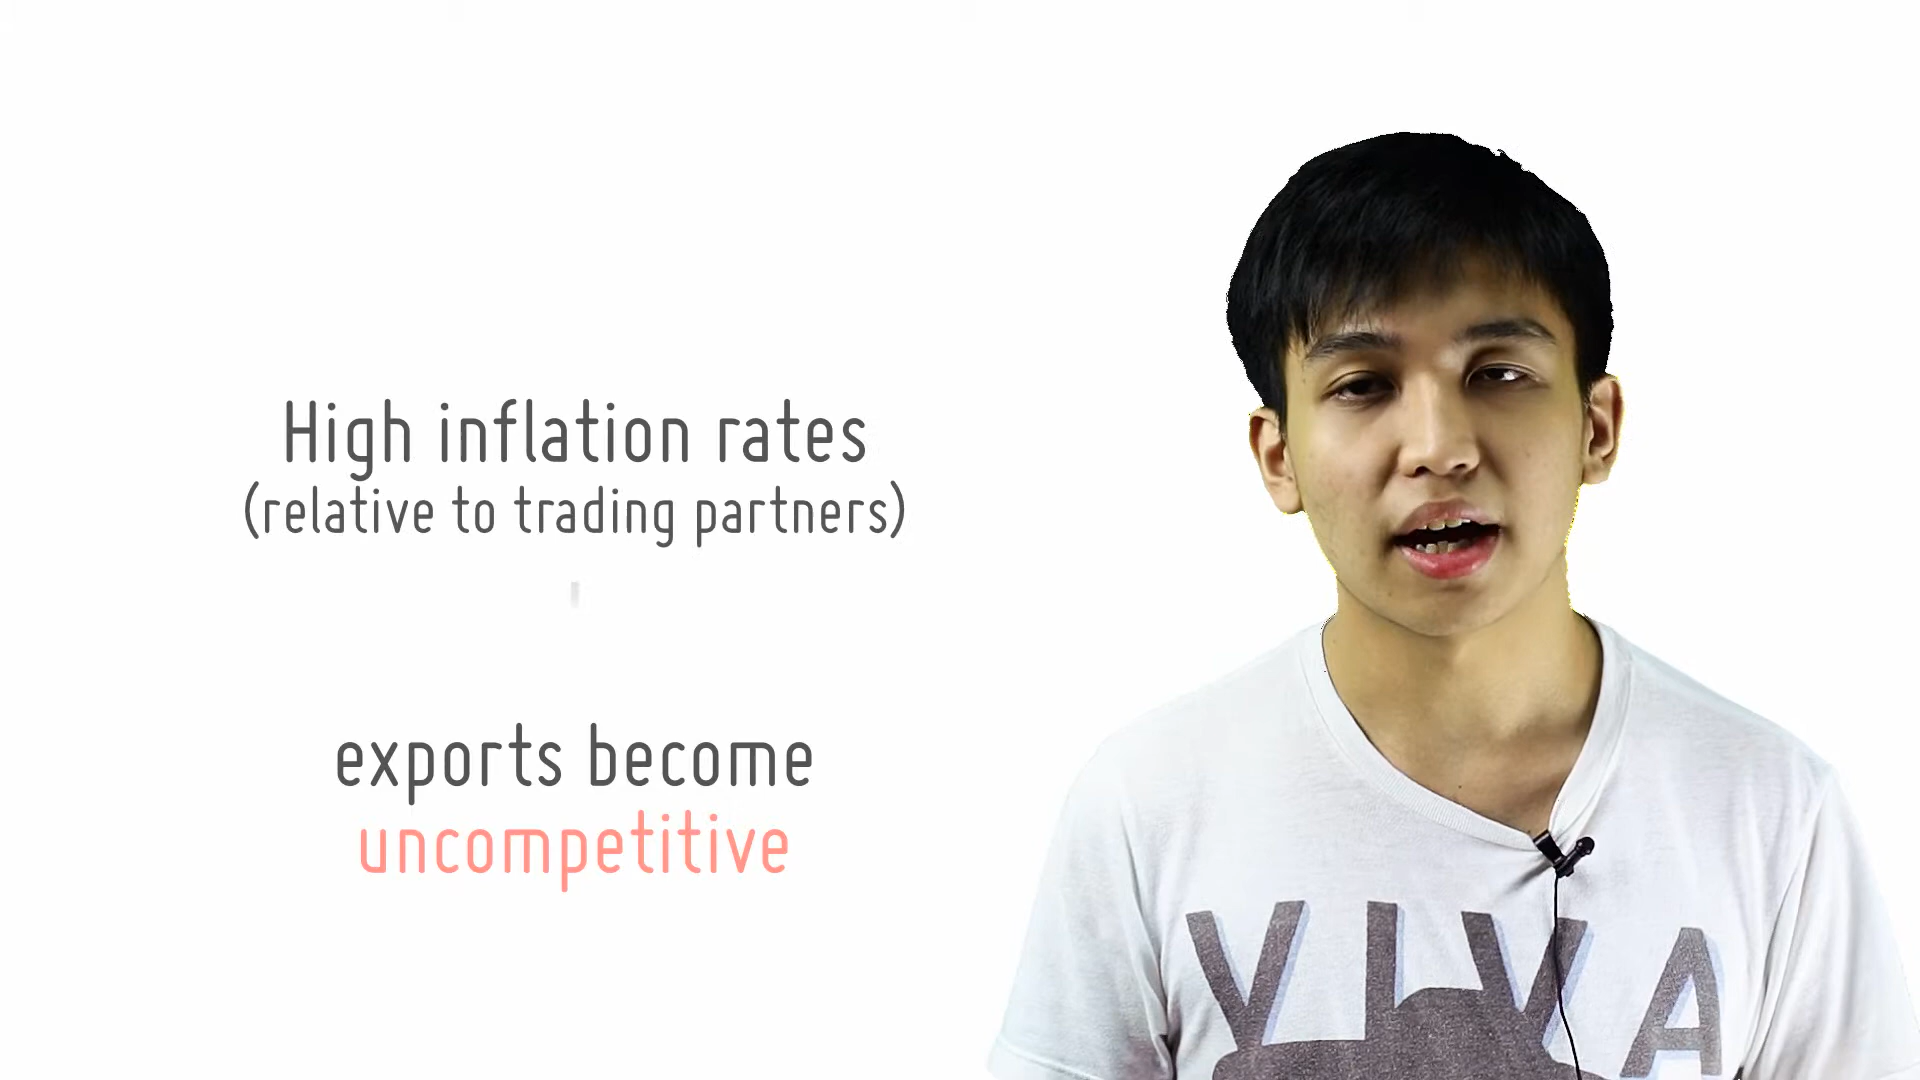 High inflation rates
(relative to trading partners)
exports become
uncompetitive
VIVA